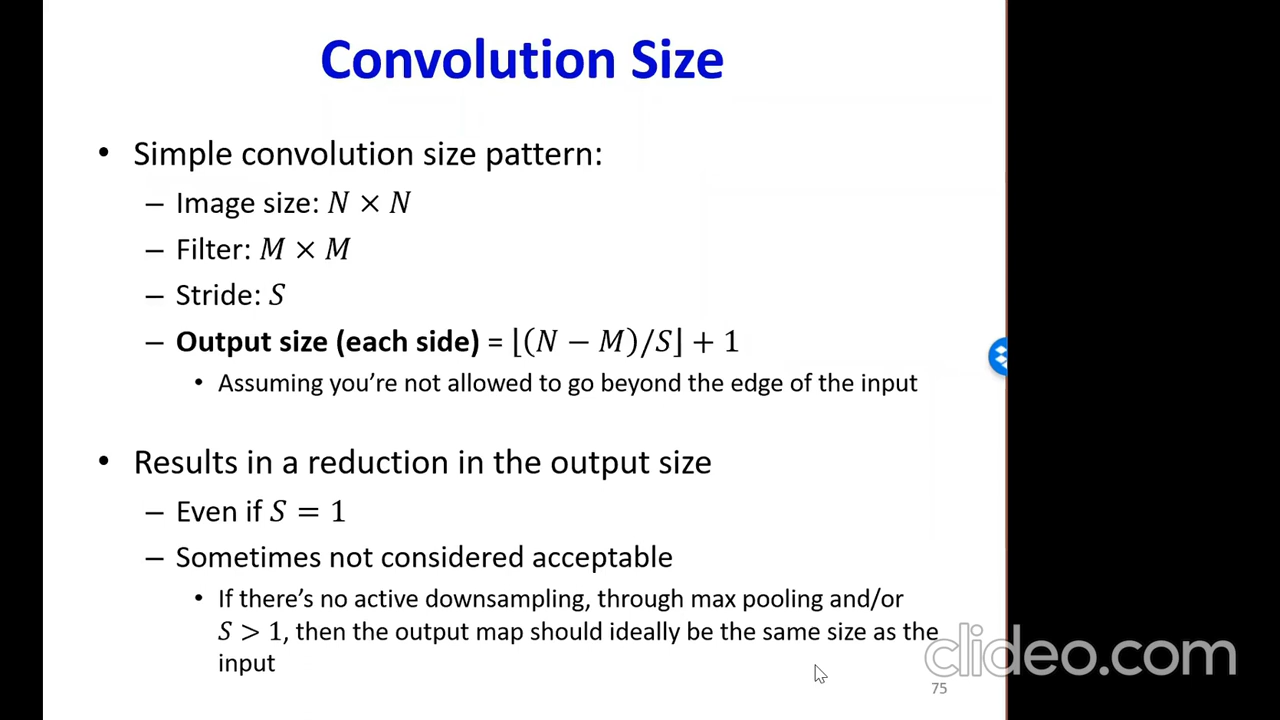 Convolution Size
• Simple convolution size pattern:
– Image size: N × N
– Filter: M × M
– Stride: S
– Output size (each side) = ⌊(N − M)/S⌋ + 1
• Assuming you're not allowed to go beyond the edge of the input
• Results in a reduction in the output size
– Even if S = 1
– Sometimes not considered acceptable
• If there's no active downsampling, through max pooling and/or
S > 1, then the output map should ideally be the same size as the
input
clideo.com
75